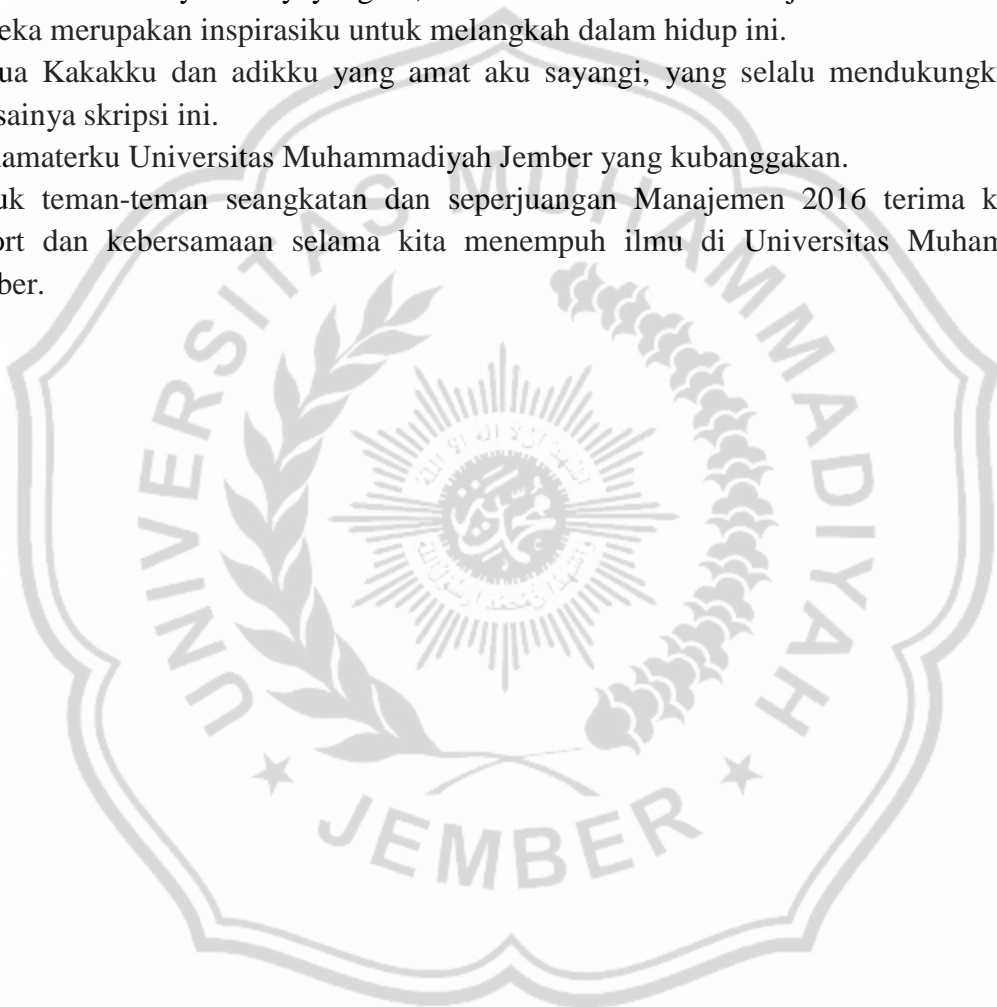 eka merupakan inspirasiku untuk melangkah dalam hidup ini.
ua Kakakku dan adikku yang amat aku sayangi, yang selalu mendukungku
sainya skripsi ini.
amaterku Universitas Muhammadiyah Jember yang kubanggakan.
uk teman-teman seangkatan dan seperjuangan Manajemen 2016 terima k
ort dan kebersamaan selama kita menempuh ilmu di Universitas Muham
ber.
UNIVERSITAS MUHAMMADIYAH
JEMBER